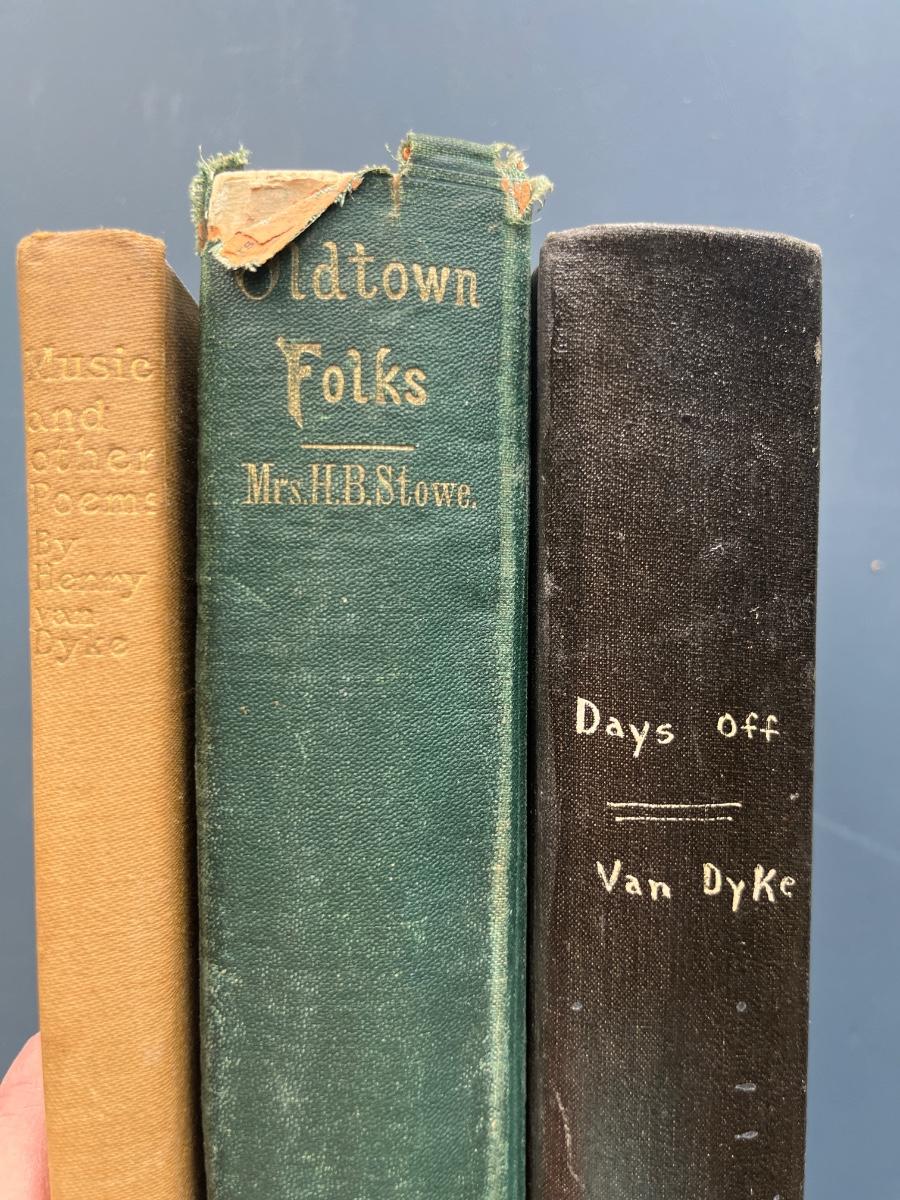 Music
and
other
Poems
By
Henry
van
Dyke
Oldtown
Folks
Mrs. H.B. Stowe.
Days off
Van Dyke